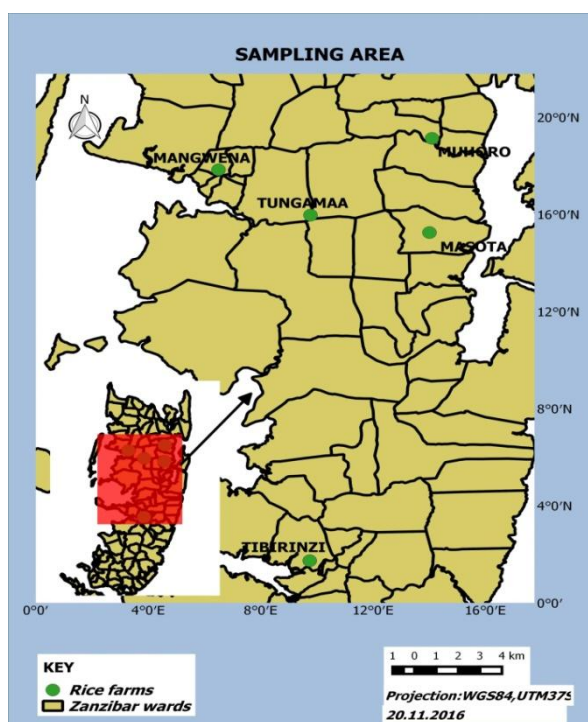 SAMPLING AREA
N
20°0'N
MUHORO
MANGWENA
TUNGAMAA
16°0'N
MASOTA
12°0'N
8°0'N
4°0'N
TIBIRINZI
0°0'
0°0' 4°0'E 8°0'E 12°0'E 16°0'E
KEY
Rice farms
Zanzibar wards
1 0 1 2 3 4 km
Projection:WGS84,UTM37S
20.11.2016